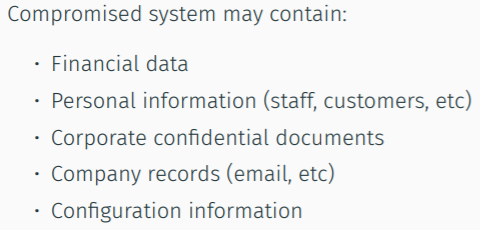 Compromised system may contain:
• Financial data
• Personal information (staff, customers, etc)
• Corporate confidential documents
• Company records (email, etc)
• Configuration information